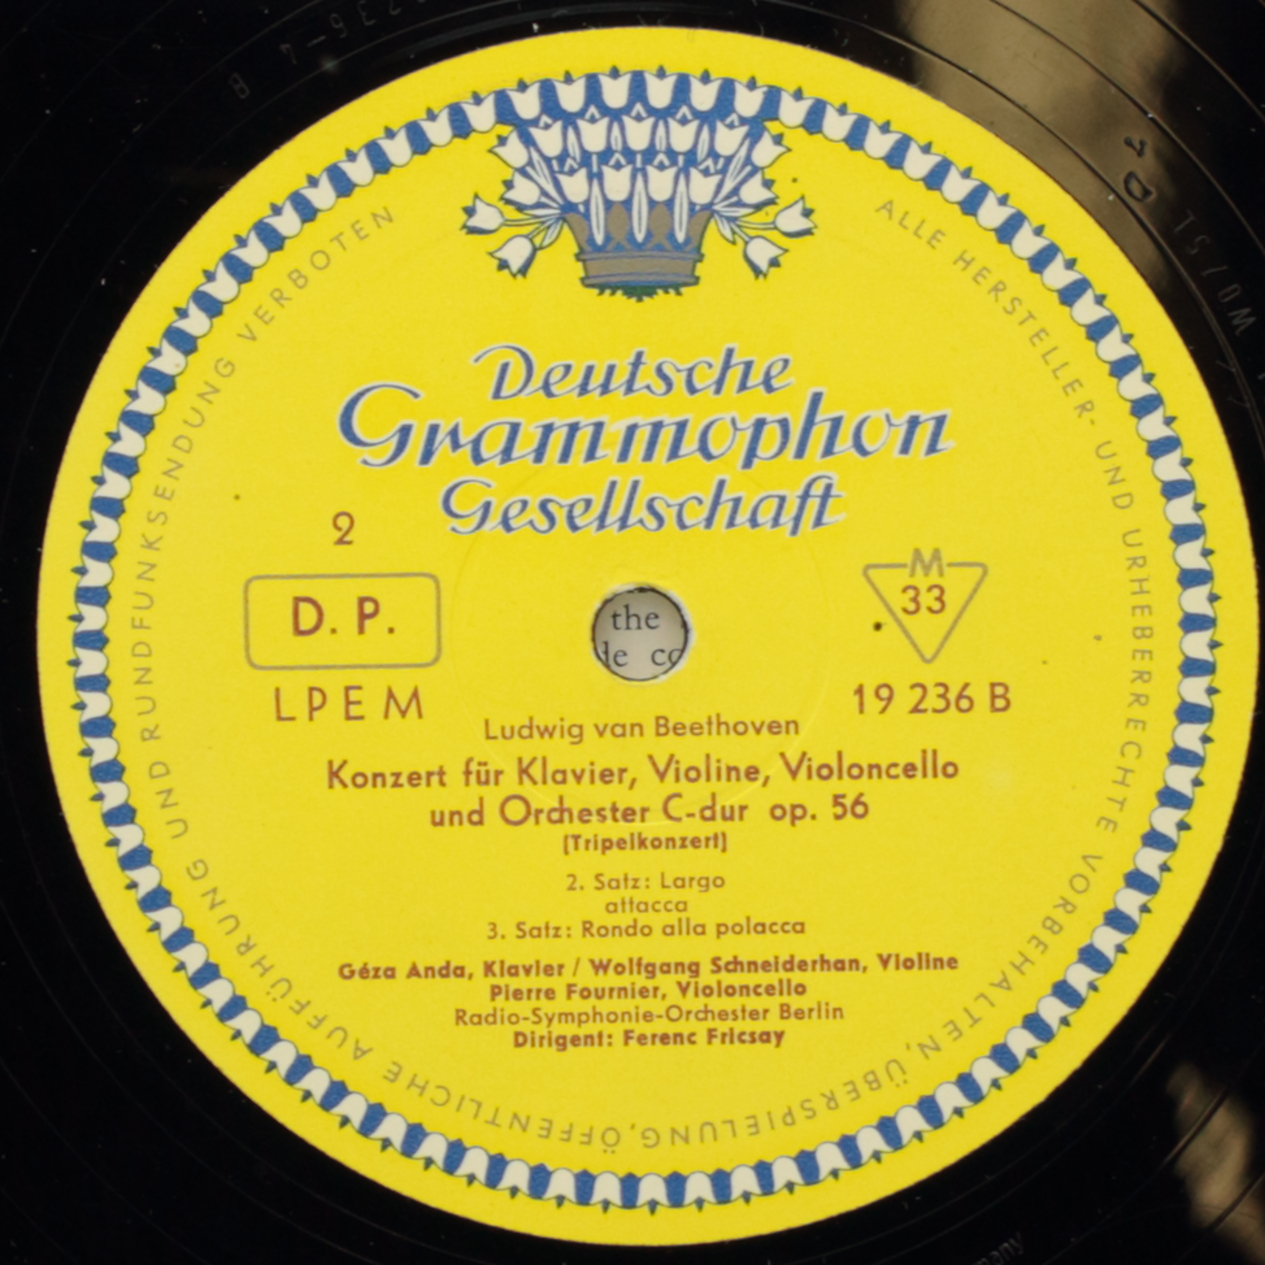 ALLE HERSTELLER- UND URHEBERRECHTE VORBEHALTEN, ÜBERSPIELUNG, ÖFFENTLICHE AUFFÜHRUNG UND RUNDFUNKSENDUNG VERBOTEN
Deutsche
Grammophon
Gesellschaft
2
D. P.
LPEM
M
33
19 236 B
the
le
Ludwig van Beethoven
Konzert für Klavier, Violine, Violoncello
und Orchester C-dur op. 56
(Tripelkonzert)
2. Satz: Largo
attacca
3. Satz: Rondo alla polacca
Géza Anda, Klavier / Wolfgang Schneiderhan, Violine
Pierre Fournier, Violoncello
Radio-Symphonie-Orchester Berlin
Dirigent: Ferenc Fricsay